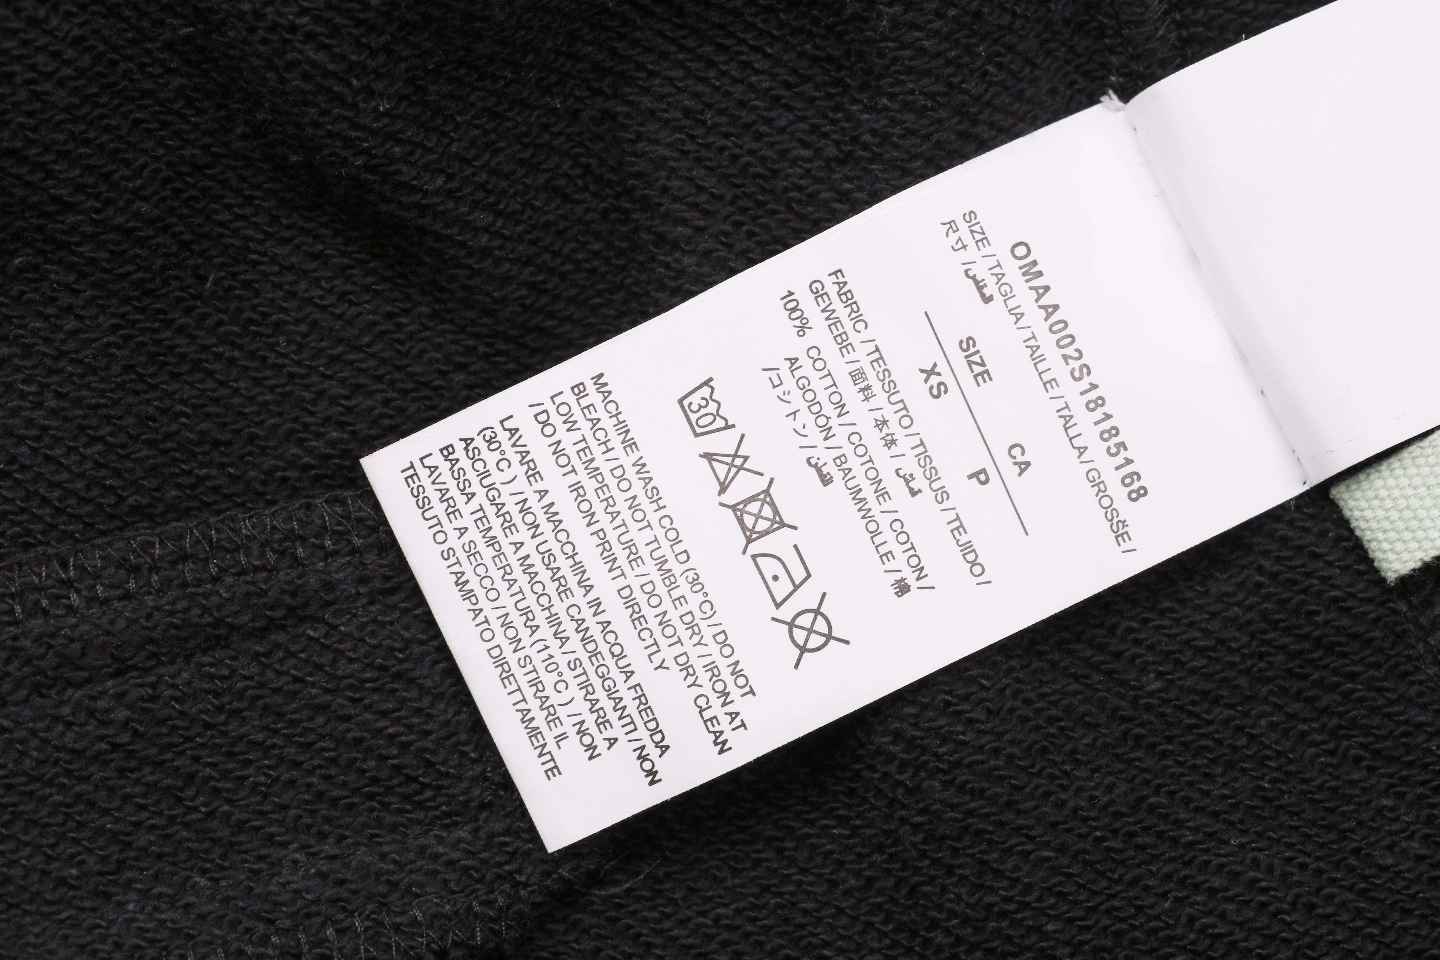 OMAA002S18185168
SIZE / TAGLIA / TAILLE / TALLA / GROSSE /
尺寸 / المقاس
SIZE CA
XS P
FABRIC / TESSUTO / TISSUS / TEJIDO /
GEWEBE / 面料 / 本体 / قماش
100% COTTON / COTONE / COTON /
ALGODÓN / BAUMWOLLE / 棉
/ コットン / القطن
30
MACHINE WASH COLD (30°C) / DO NOT
BLEACH / DO NOT TUMBLE DRY / IRON AT
LOW TEMPERATURE / DO NOT DRY CLEAN
/ DO NOT IRON PRINT DIRECTLY
LAVARE A MACCHINA IN ACQUA FREDDA
(30°C ) / NON USARE CANDEGGIANTI / NON
ASCIUGARE A MACCHINA / STIRARE A
BASSA TEMPERATURA (110°C ) / NON
LAVARE A SECCO / NON STIRARE IL
TESSUTO STAMPATO DIRETTAMENTE